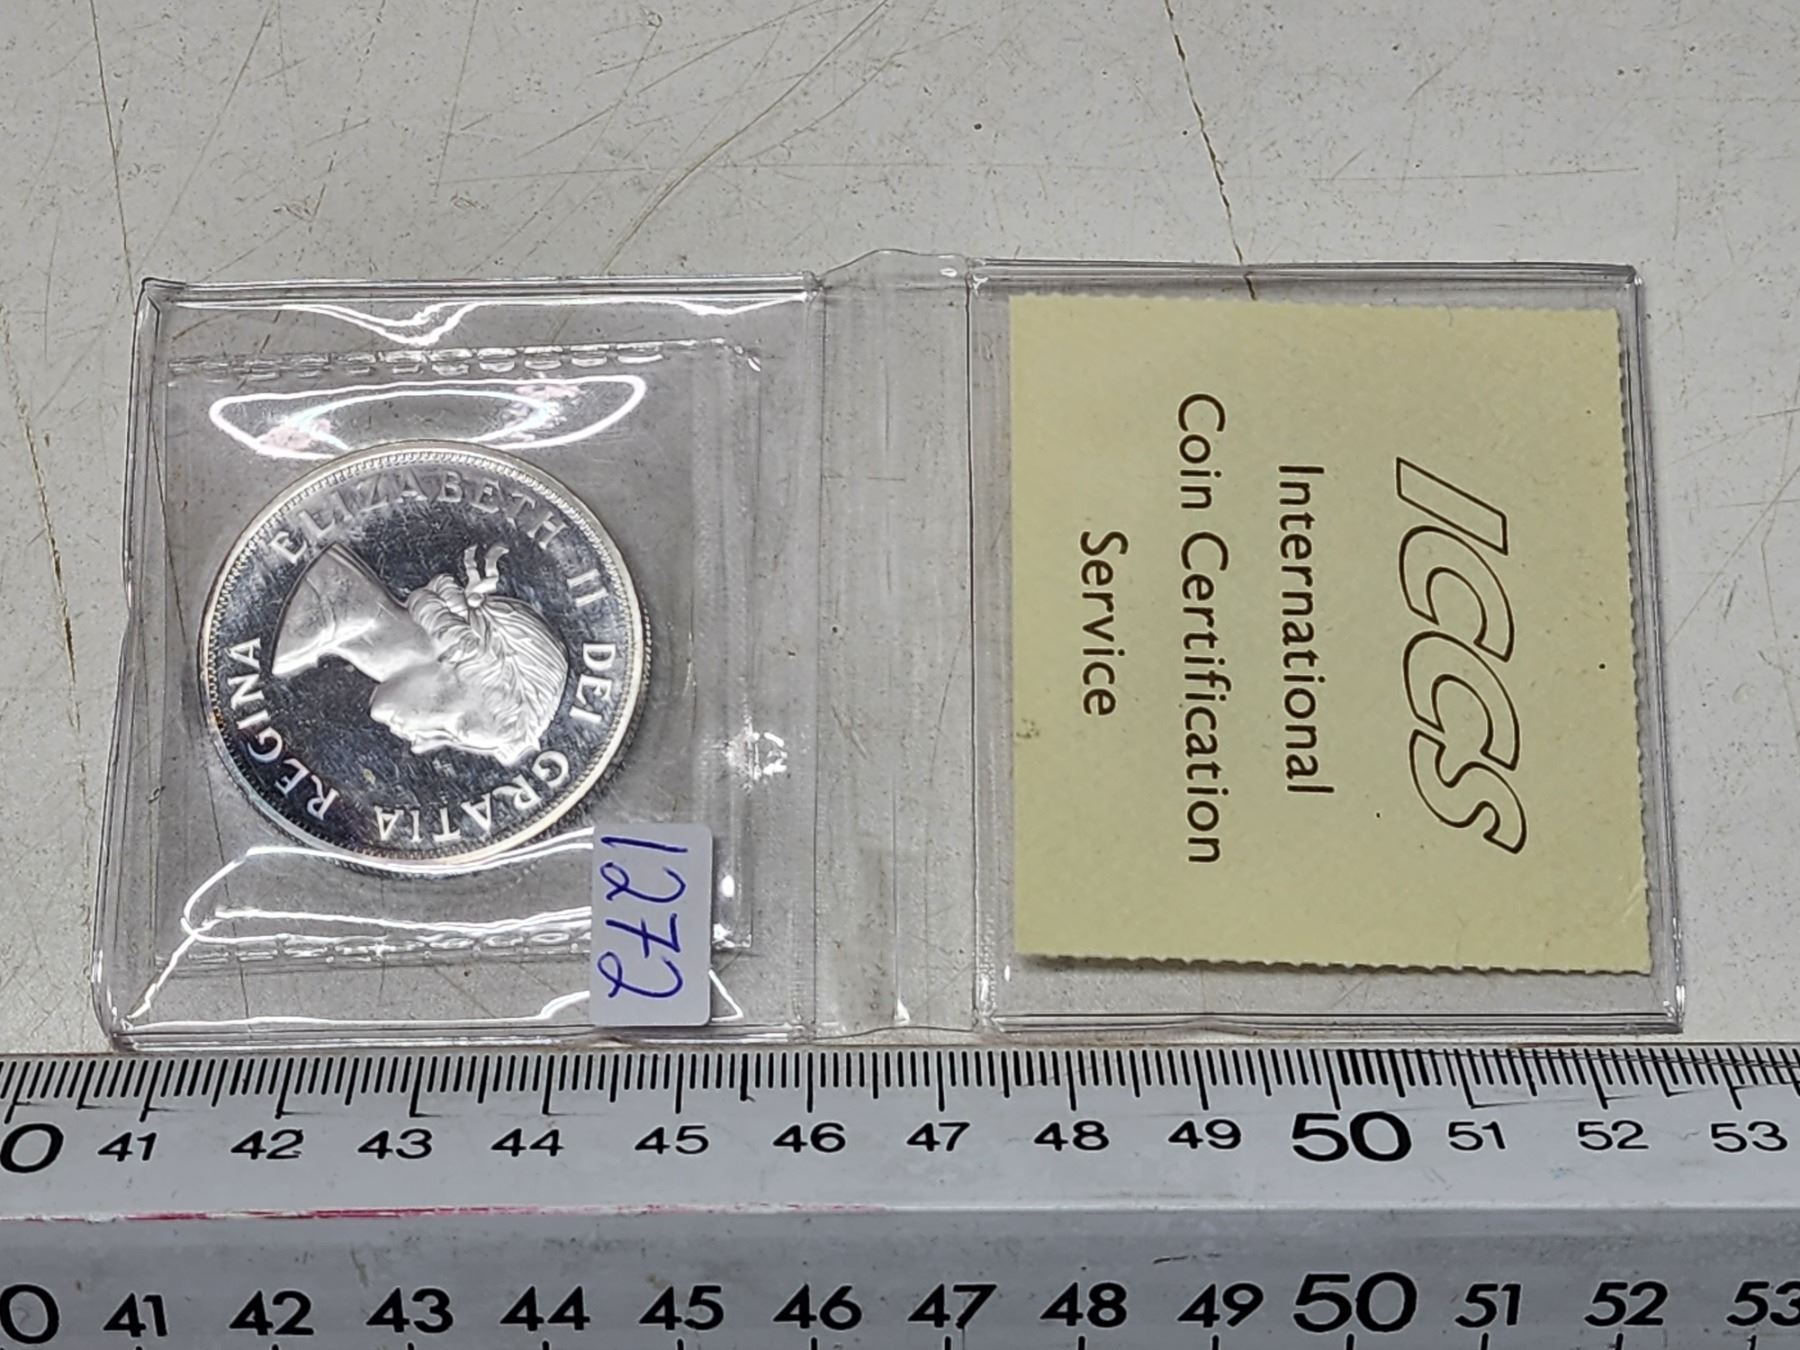 ELIZABETH II DEI GRATIA REGINA
1272
ICCS
International
Coin Certification
Service
0 41 42 43 44 45 46 47 48 49 50 51 52 53
0 41 42 43 44 45 46 47 48 49 50 51 52 53